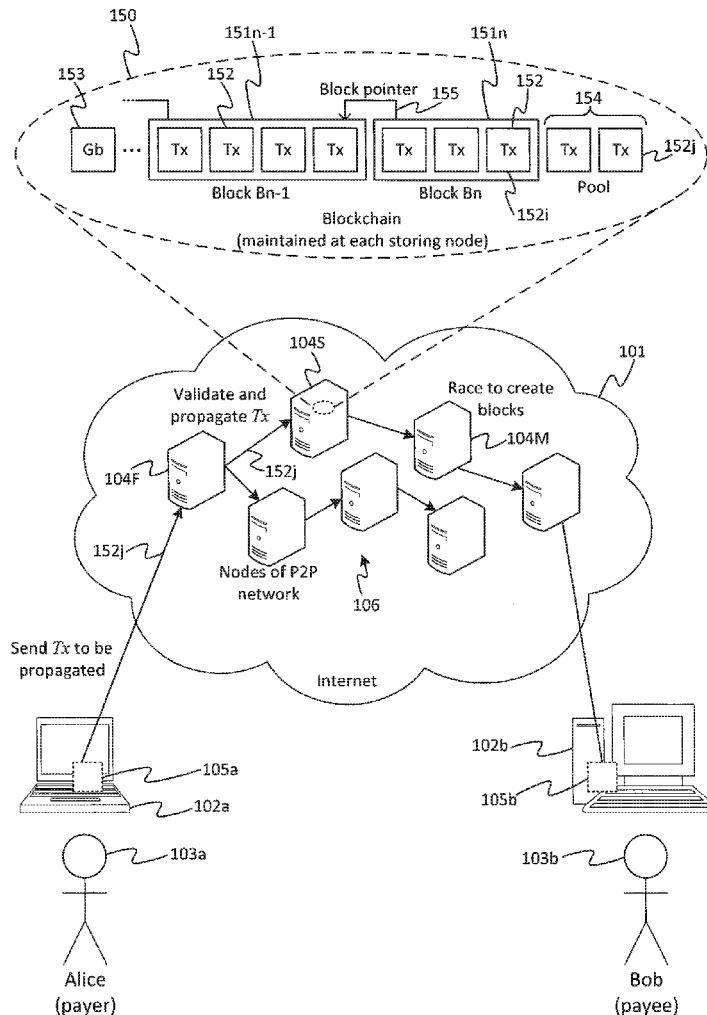 150
151n-1
151n
153
152
Block pointer
155
152
154
Gb
...
Tx
Tx
Tx
Tx
Tx
Tx
Tx
Tx
Tx
152j
Block Bn-1
Block Bn
152i
Pool
Blockchain
(maintained at each storing node)
104S
101
Validate and
propagate Tx
Race to create
blocks
104F
152j
104M
152j
Nodes of P2P
network
106
Send Tx to be
propagated
Internet
102b
105a
105b
102a
103a
103b
Alice
(payer)
Bob
(payee)